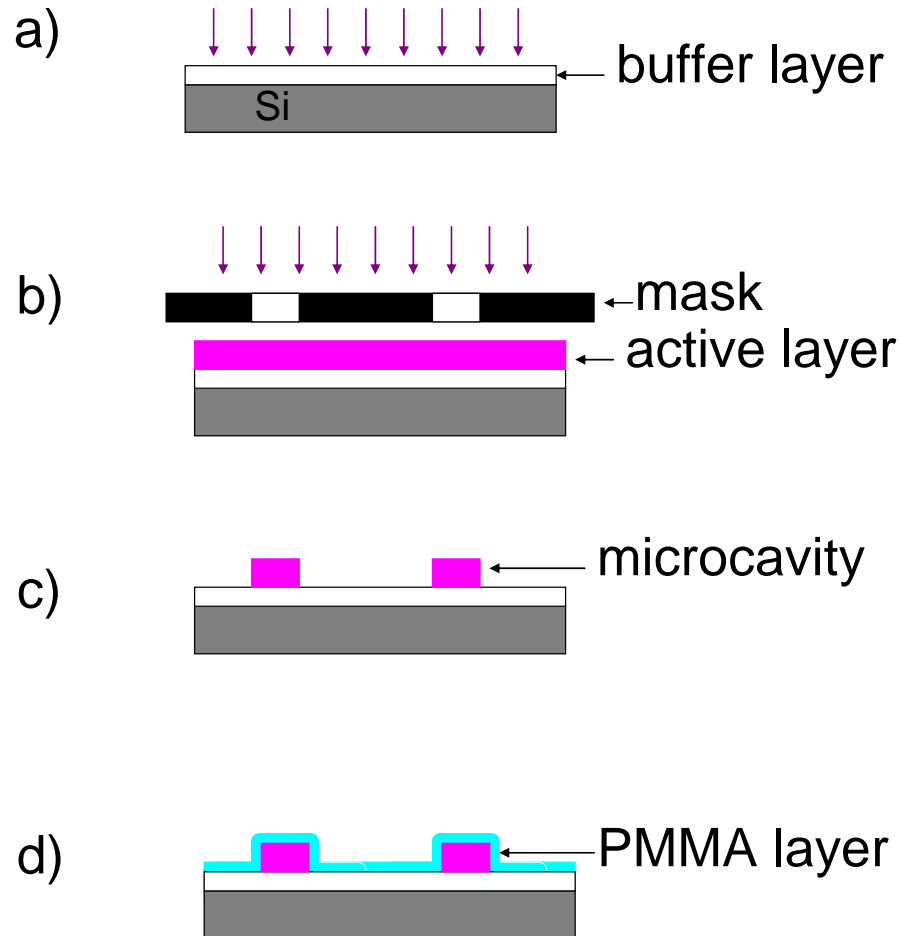 a)
buffer layer
Si
b)
mask
active layer
microcavity
c)
d)
PMMA layer